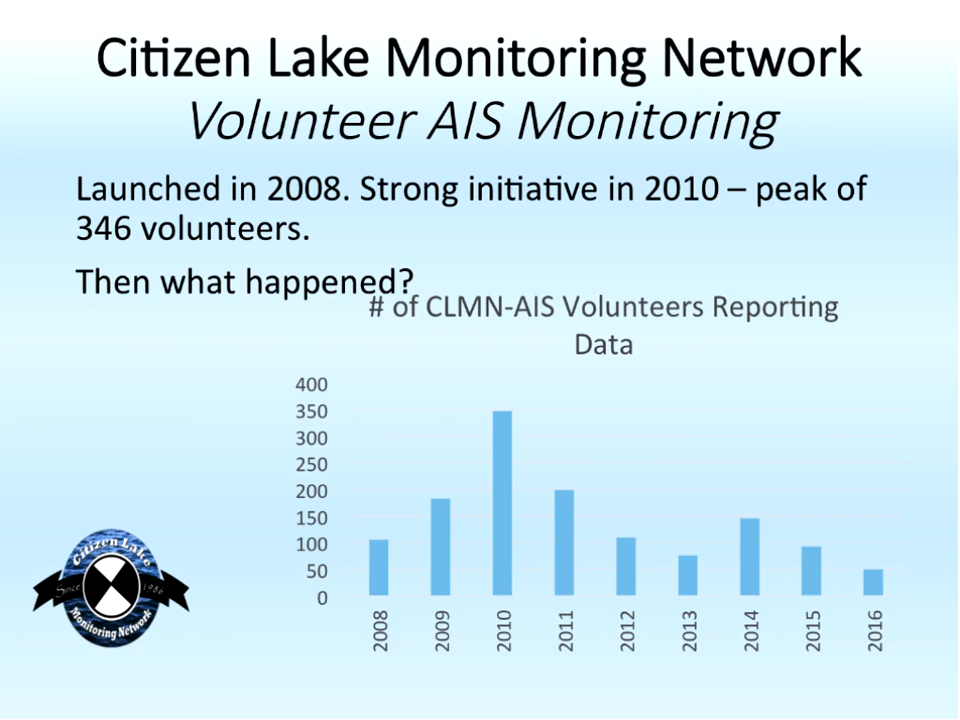 Citizen Lake Monitoring Network
Volunteer AIS Monitoring
Launched in 2008. Strong initiative in 2010 – peak of
346 volunteers.
Then what happened?
# of CLMN-AIS Volunteers Reporting
Data
400
350
300
250
200
150
100
50
0
2008
2009
2010
2011
2012
2013
2014
2015
2016
Citizen Lake
Since 1986
Monitoring Network